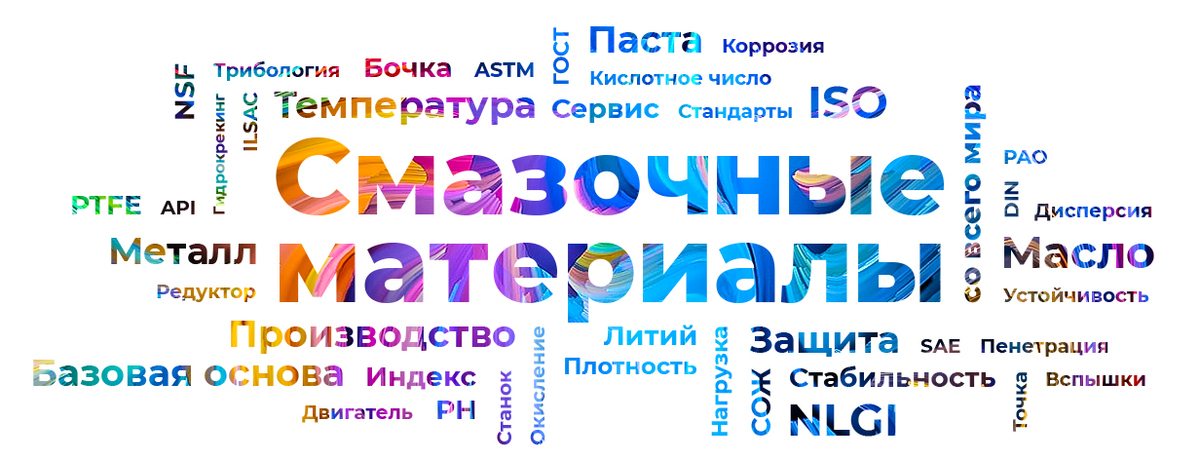 Паста
Коррозия
ГОСТ
NSF
Трибология
Бочка
ASTM
Кислотное число
Гидрокрекинг
ILSAC
Температура
Сервис
Стандарты
ISO
Смазочные
материалы
со всего мира
PAO
DIN
Дисперсия
PTFE
API
Металл
Масло
Редуктор
Устойчивость
Производство
Литий
Защита
SAE
Пенетрация
Окисление
Нагрузка
Плотность
Базовая основа
Индекс
Станок
СОЖ
Стабильность
Точка
Вспышки
Двигатель
PH
NLGI